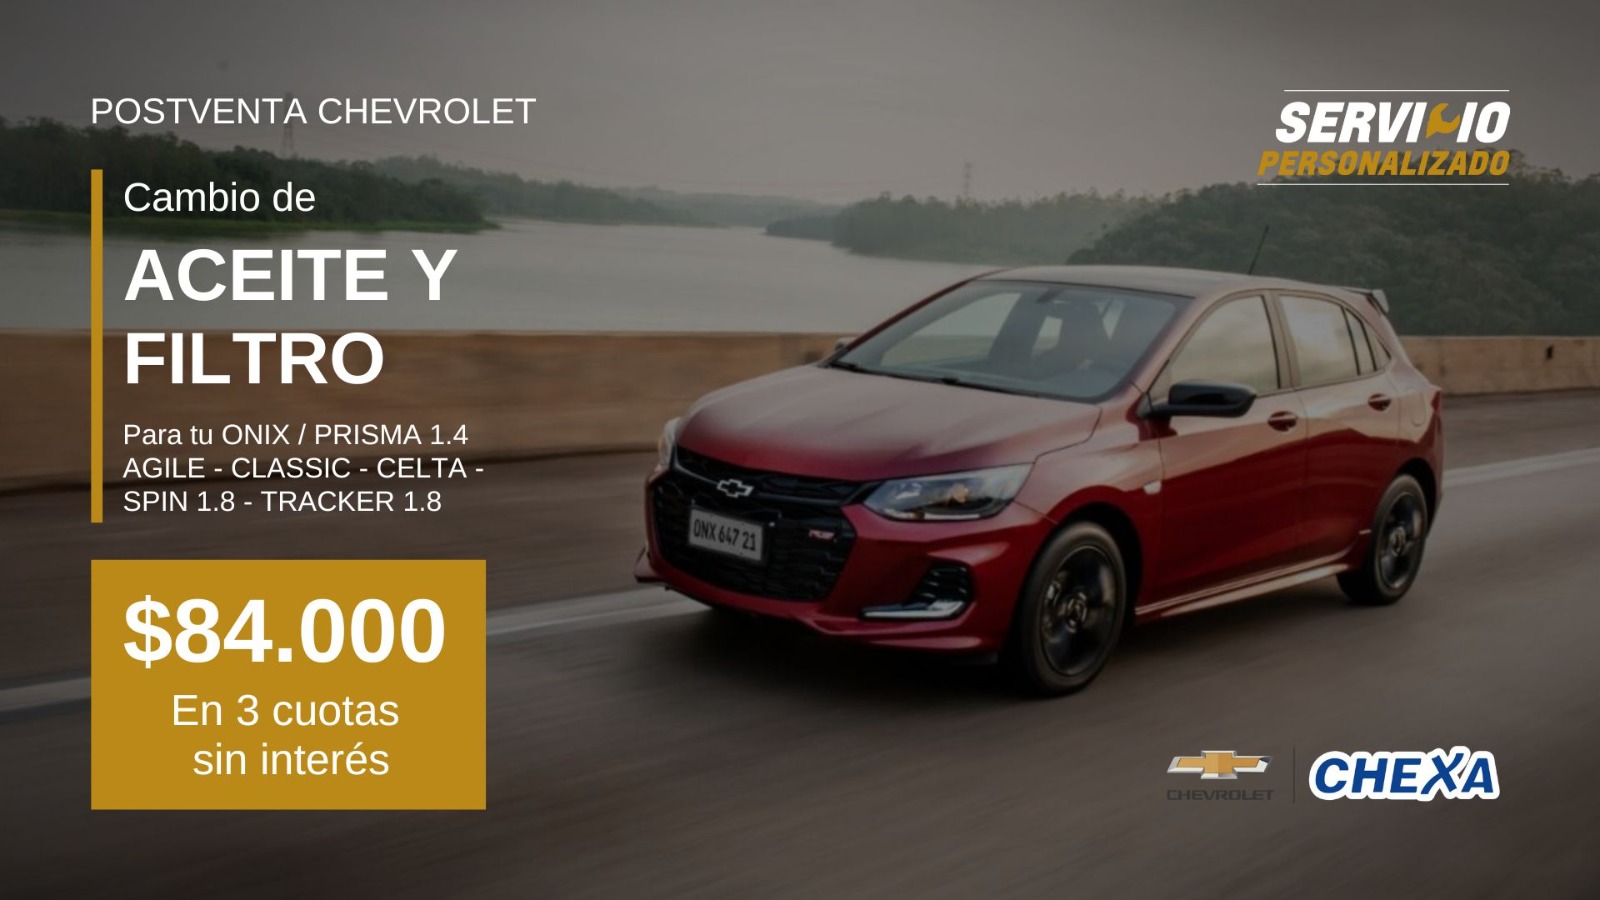 POSTVENTA CHEVROLET
SERVICIO
PERSONALIZADO
Cambio de
ACEITE Y
FILTRO
Para tu ONIX / PRISMA 1.4
AGILE - CLASSIC - CELTA -
SPIN 1.8 - TRACKER 1.8
$84.000
En 3 cuotas
sin interés
ONX 647 21
RS
CHEVROLET
CHEXA